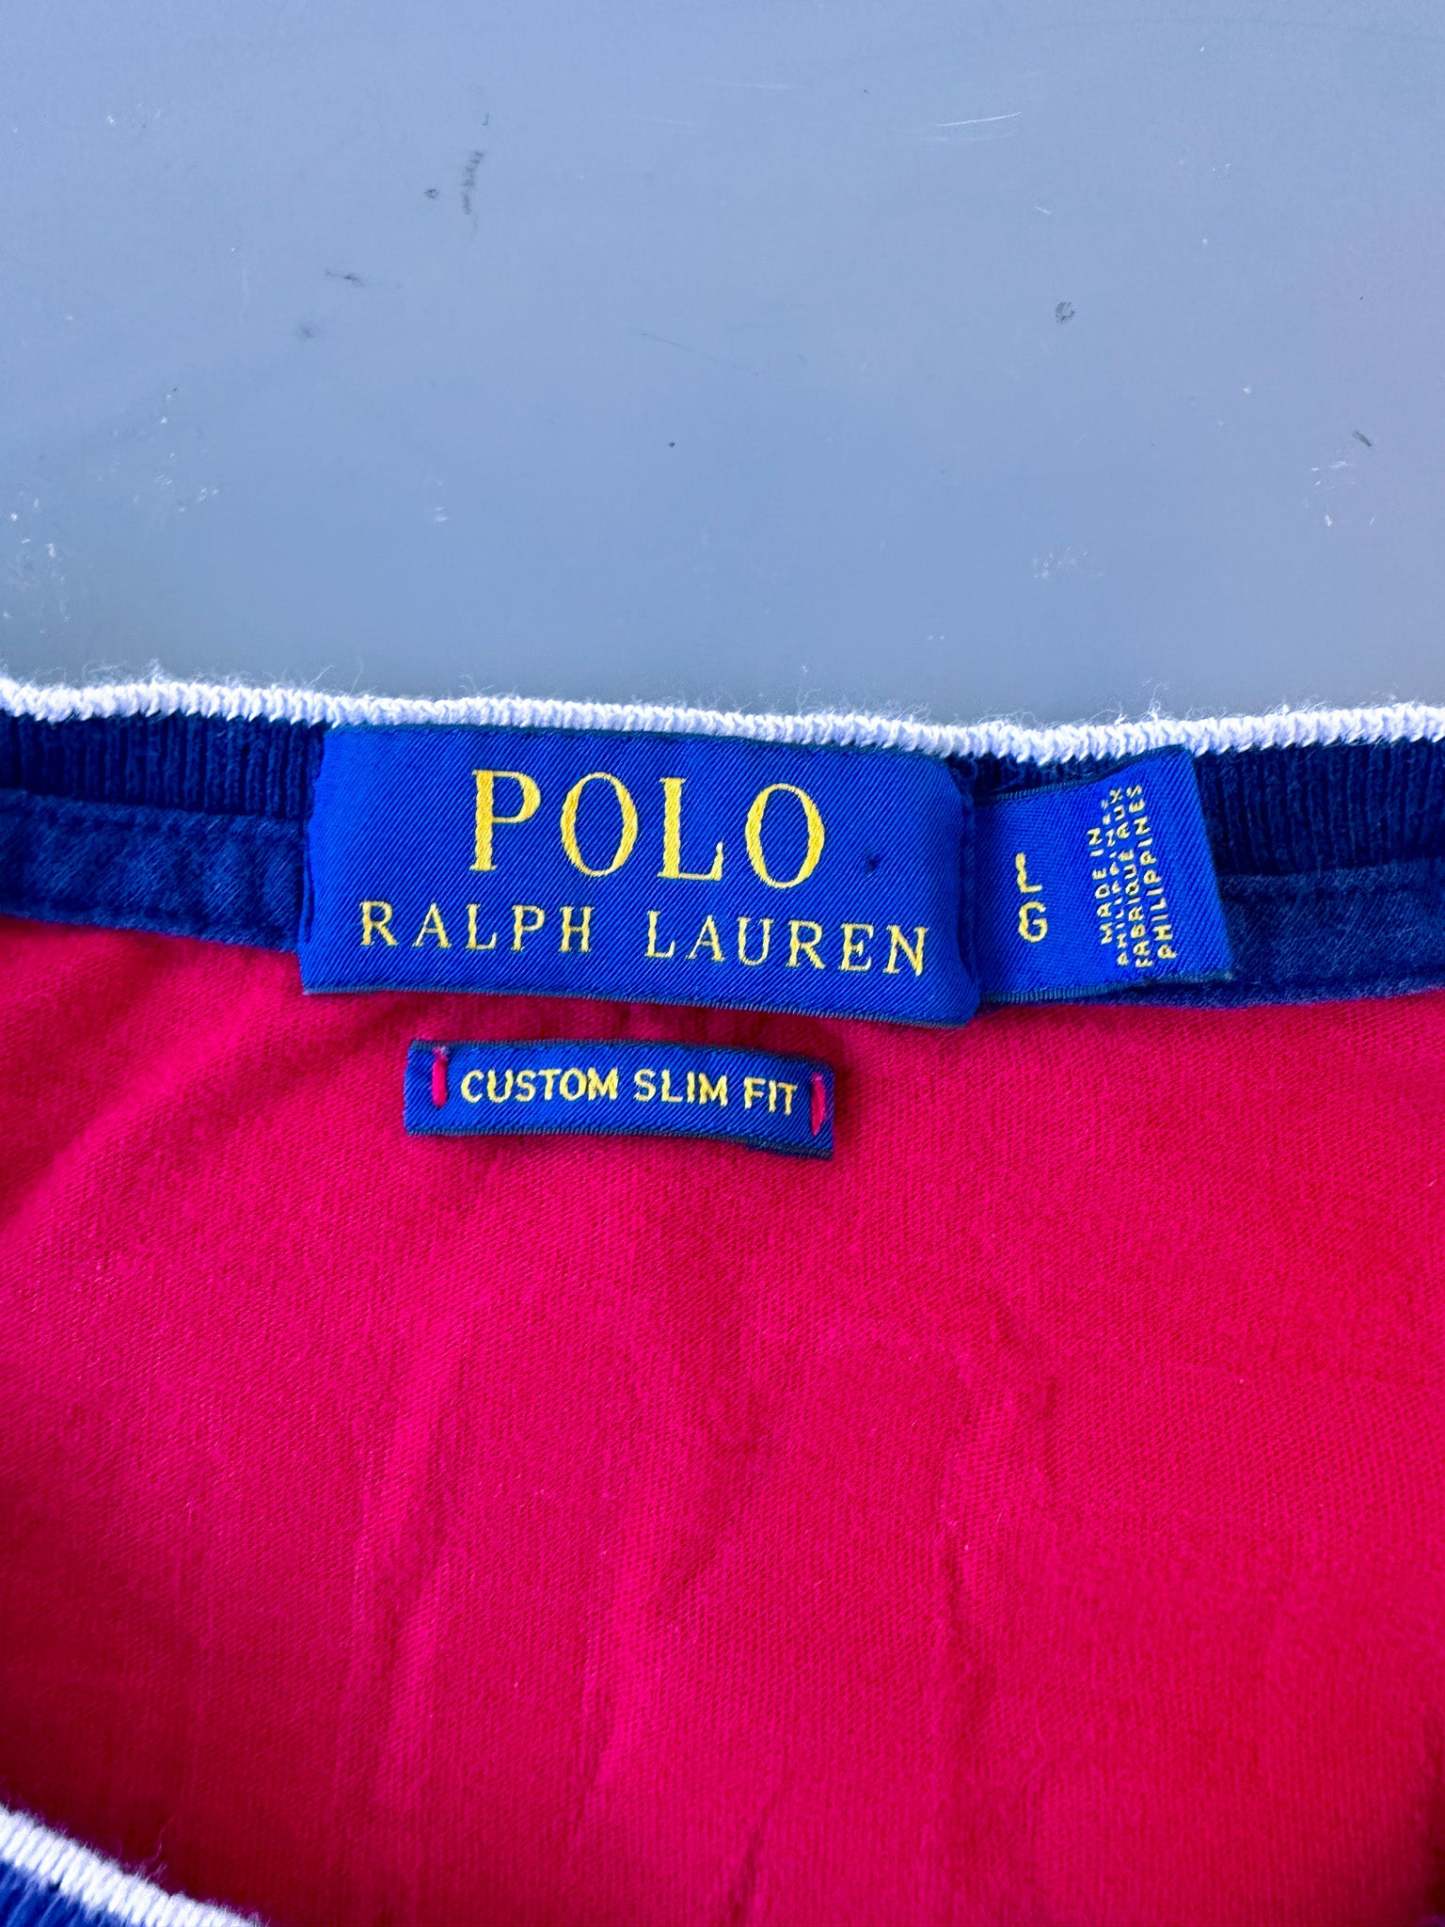 POLO
RALPH LAUREN
L
G
MADE IN
PHILIPPINES
FABRIQUÉ AUX
PHILIPPINES
CUSTOM SLIM FIT